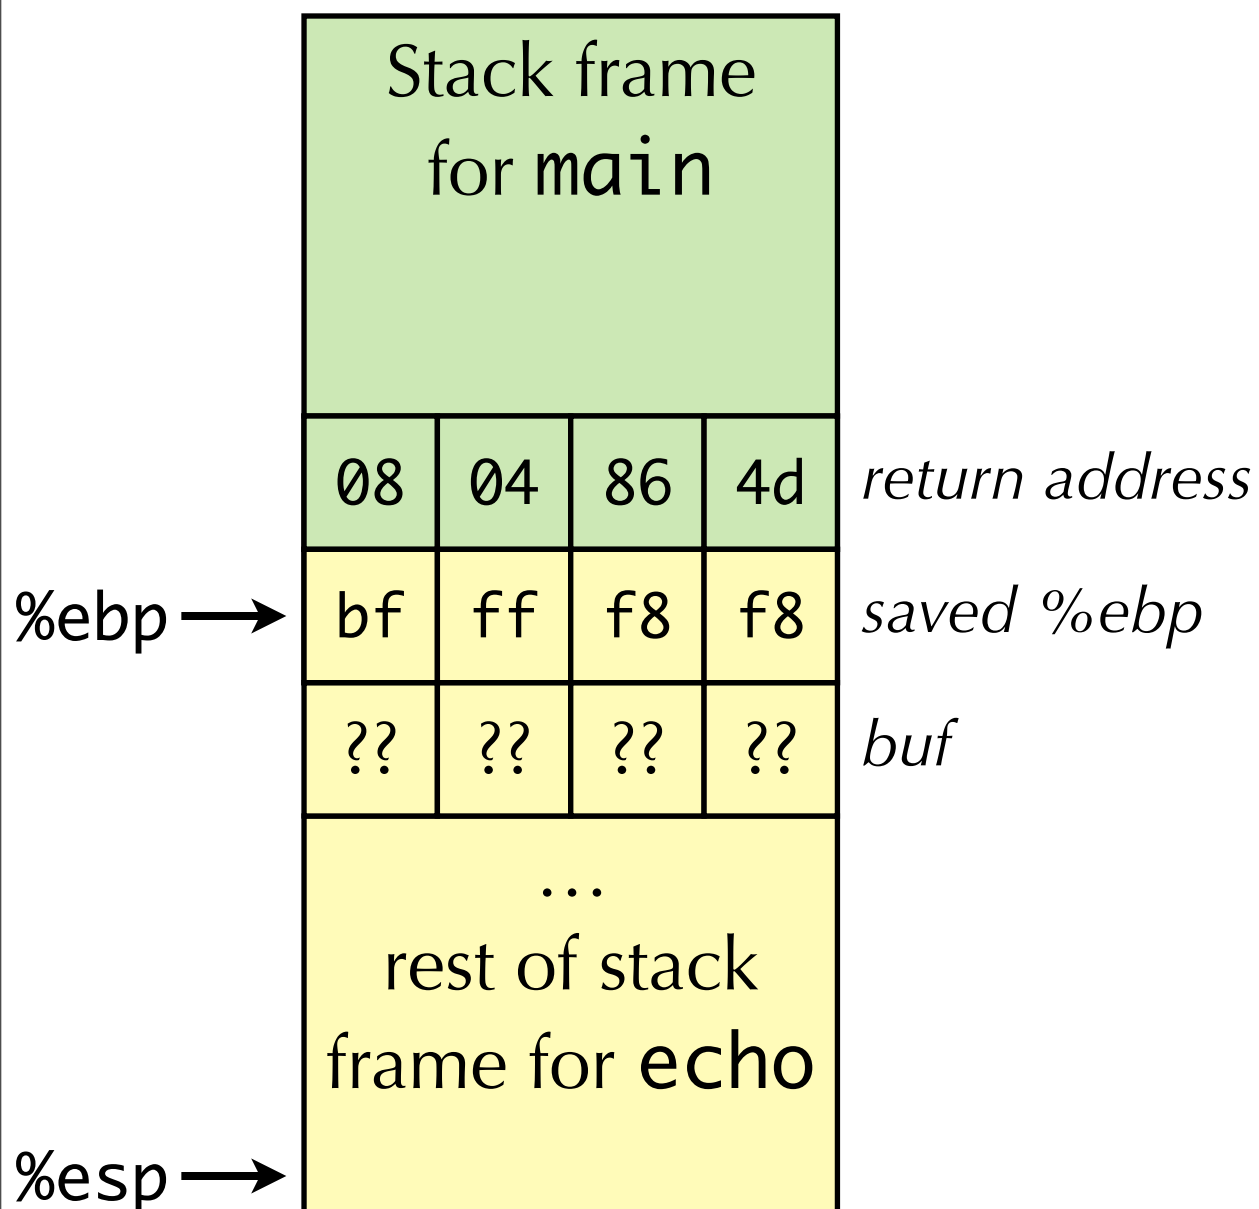 Stack frame
for main
08 04 86 4d return address
%ebp bf ff f8 f8 saved %ebp
?? ?? ?? ?? buf
...
rest of stack
frame for echo
%esp